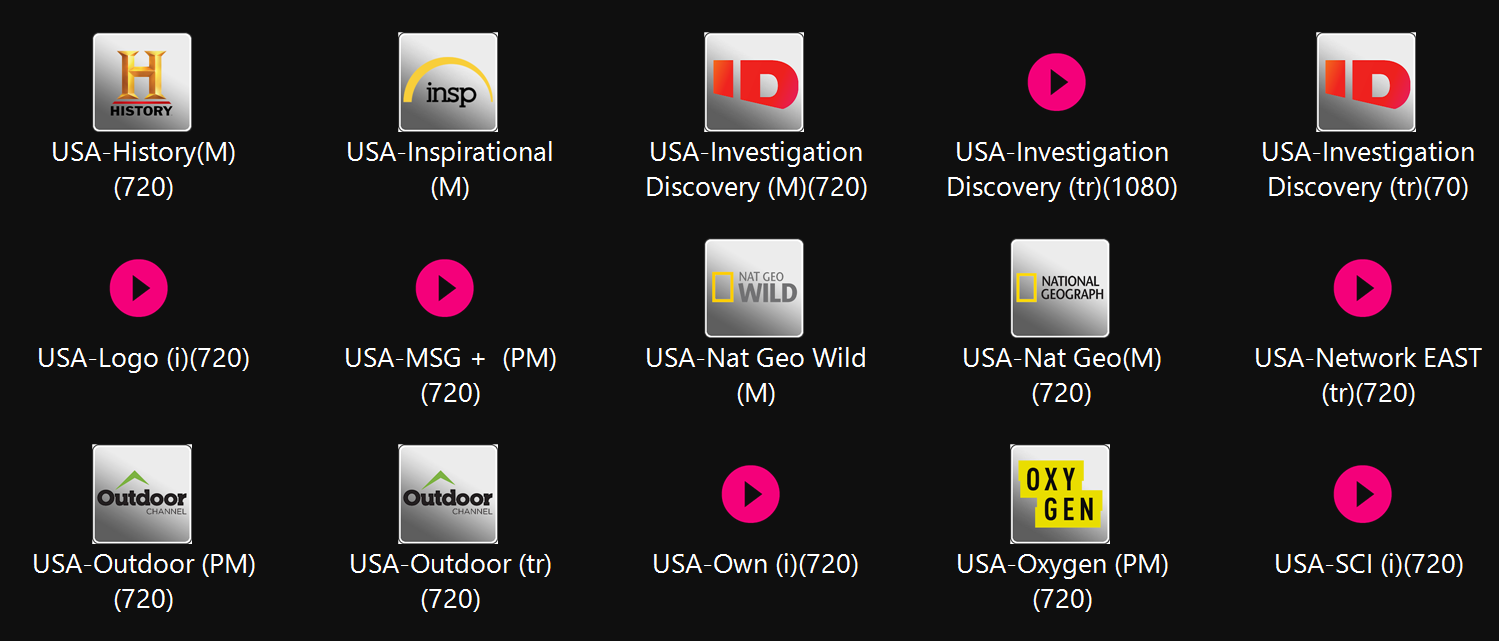 HISTORY
insp
ID
ID
USA-History(M)
(720)
USA-Inspirational
(M)
USA-Investigation
Discovery (M)(720)
USA-Investigation
Discovery (tr)(1080)
USA-Investigation
Discovery (tr)(70)
NAT GEO
WILD
NATIONAL
GEOGRAPH
USA-Logo (i)(720)
USA-MSG +  (PM)
(720)
USA-Nat Geo Wild
(M)
USA-Nat Geo(M)
(720)
USA-Network EAST
(tr)(720)
Outdoor
CHANNEL
Outdoor
CHANNEL
OXY
GEN
USA-Outdoor (PM)
(720)
USA-Outdoor (tr)
(720)
USA-Own (i)(720)
USA-Oxygen (PM)
(720)
USA-SCI (i)(720)